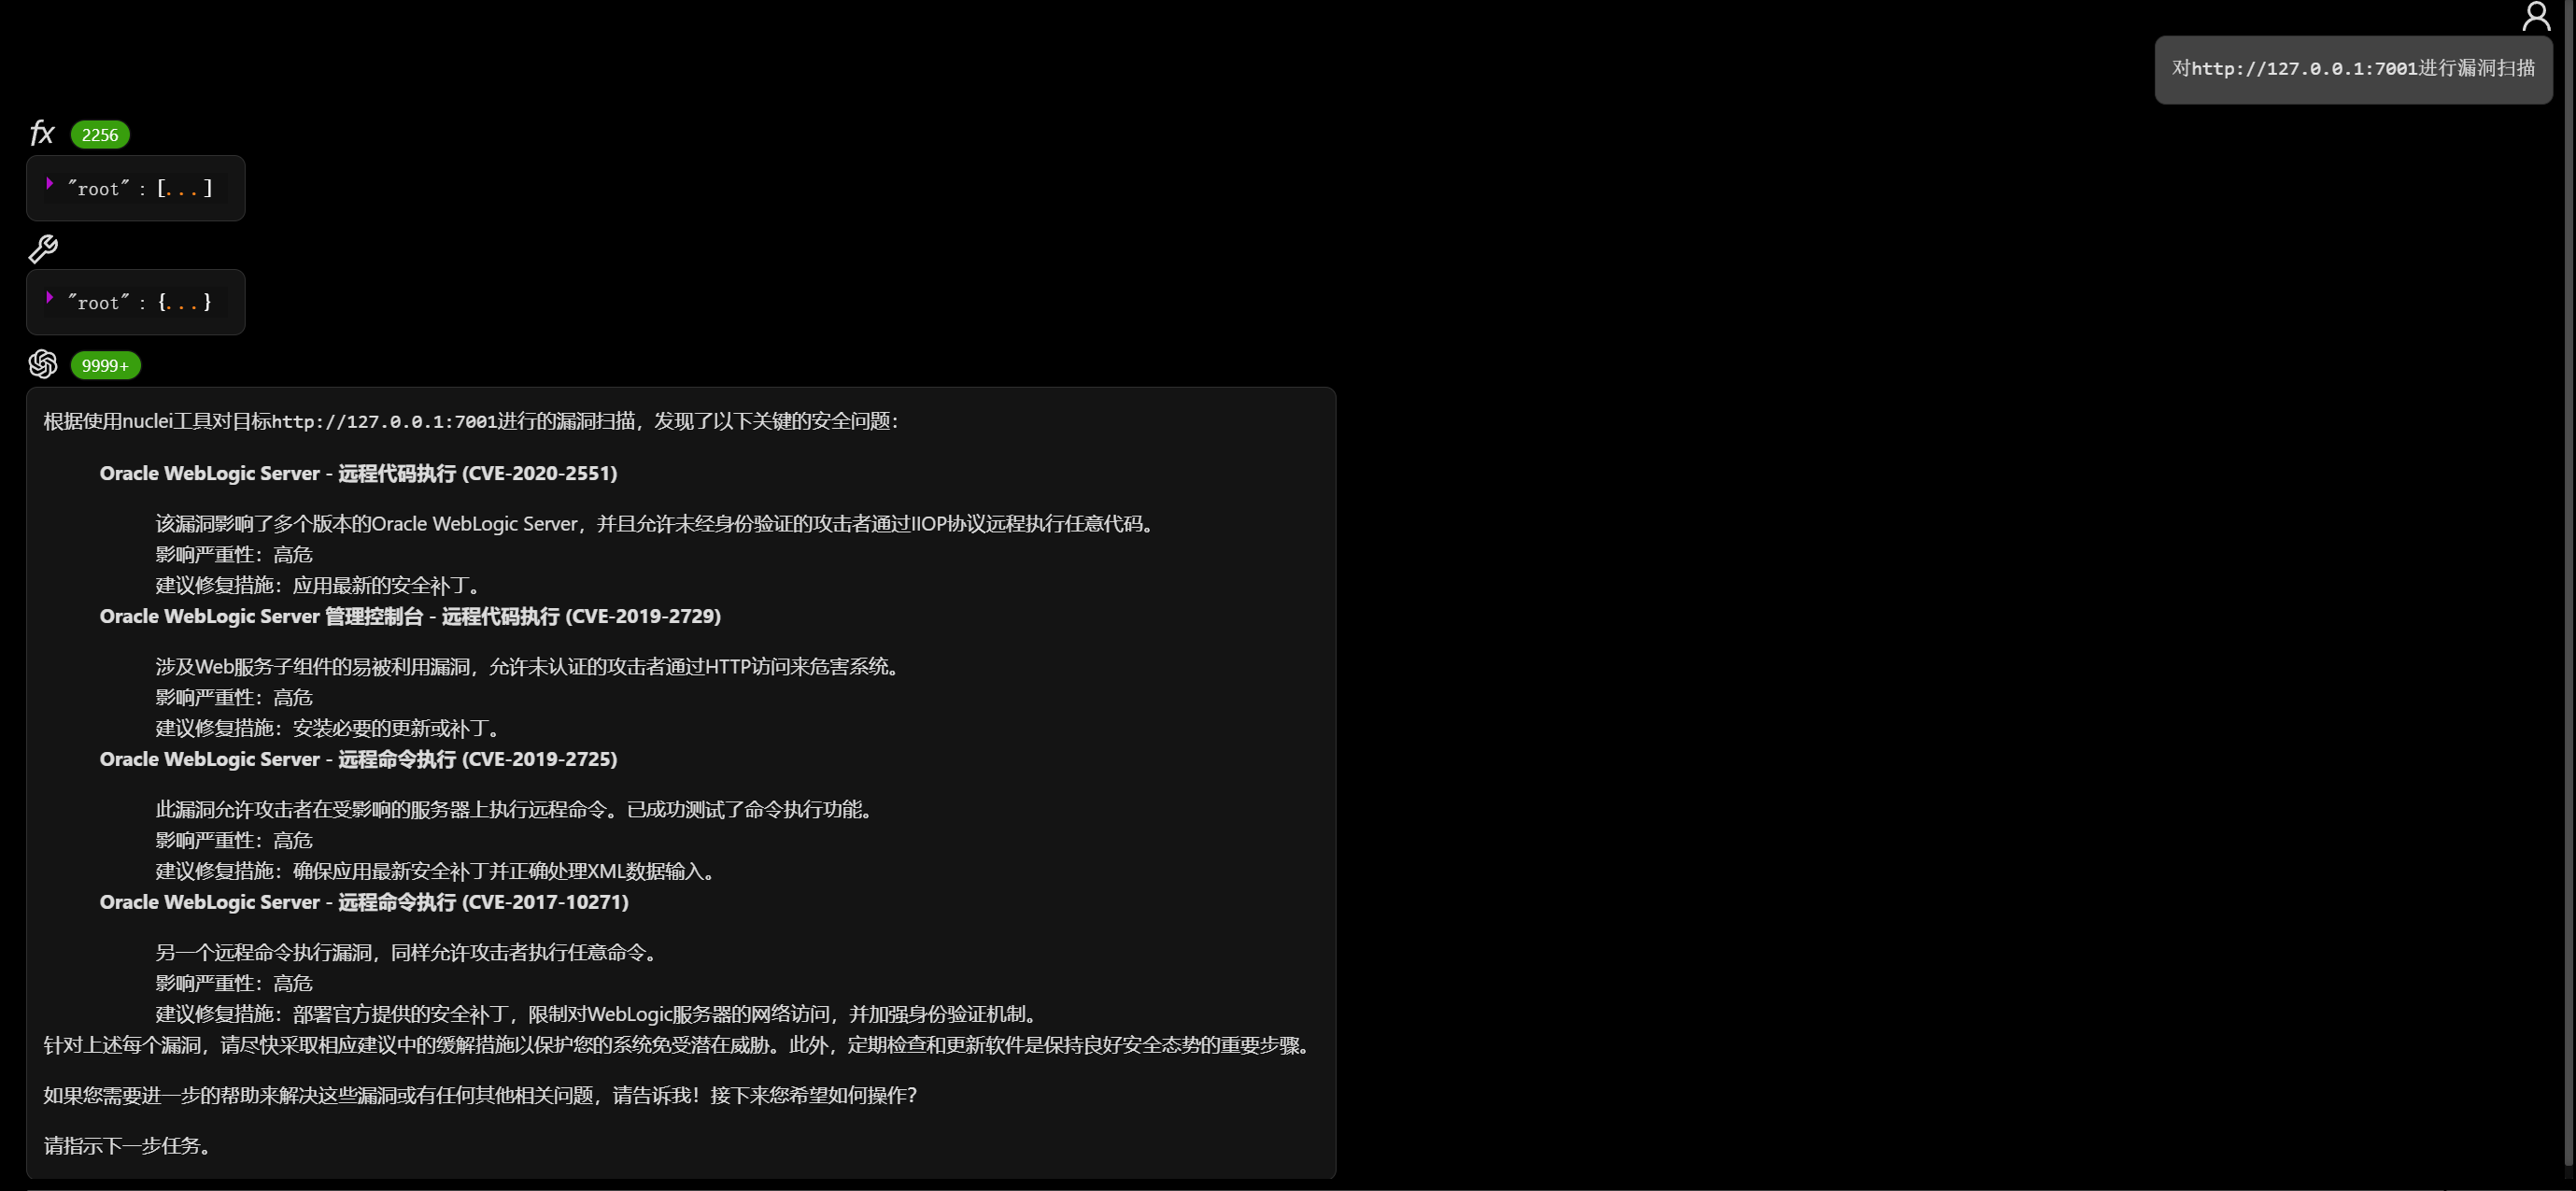 对http://127.0.0.1:7001进行漏洞扫描
fx 2256
"root" : [...]
"root" : {...}
9999+
根据使用nuclei工具对目标http://127.0.0.1:7001进行的漏洞扫描，发现了以下关键的安全问题：
Oracle WebLogic Server - 远程代码执行 (CVE-2020-2551)
该漏洞影响了多个版本的Oracle WebLogic Server，并且允许未经身份验证的攻击者通过IIOP协议远程执行任意代码。
影响严重性：高危
建议修复措施：应用最新的安全补丁。
Oracle WebLogic Server 管理控制台 - 远程代码执行 (CVE-2019-2729)
涉及Web服务子组件的易被利用漏洞，允许未认证的攻击者通过HTTP访问来危害系统。
影响严重性：高危
建议修复措施：安装必要的更新或补丁。
Oracle WebLogic Server - 远程命令执行 (CVE-2019-2725)
此漏洞允许攻击者在受影响的服务器上执行远程命令。已成功测试了命令执行功能。
影响严重性：高危
建议修复措施：确保应用最新安全补丁并正确处理XML数据输入。
Oracle WebLogic Server - 远程命令执行 (CVE-2017-10271)
另一个远程命令执行漏洞，同样允许攻击者执行任意命令。
影响严重性：高危
建议修复措施：部署官方提供的安全补丁，限制对WebLogic服务器的网络访问，并加强身份验证机制。
针对上述每个漏洞，请尽快采取相应建议中的缓解措施以保护您的系统免受潜在威胁。此外，定期检查和更新软件是保持良好安全态势的重要步骤。
如果您需要进一步的帮助来解决这些漏洞或有任何其他相关问题，请告诉我！接下来您希望如何操作？
请指示下一步任务。